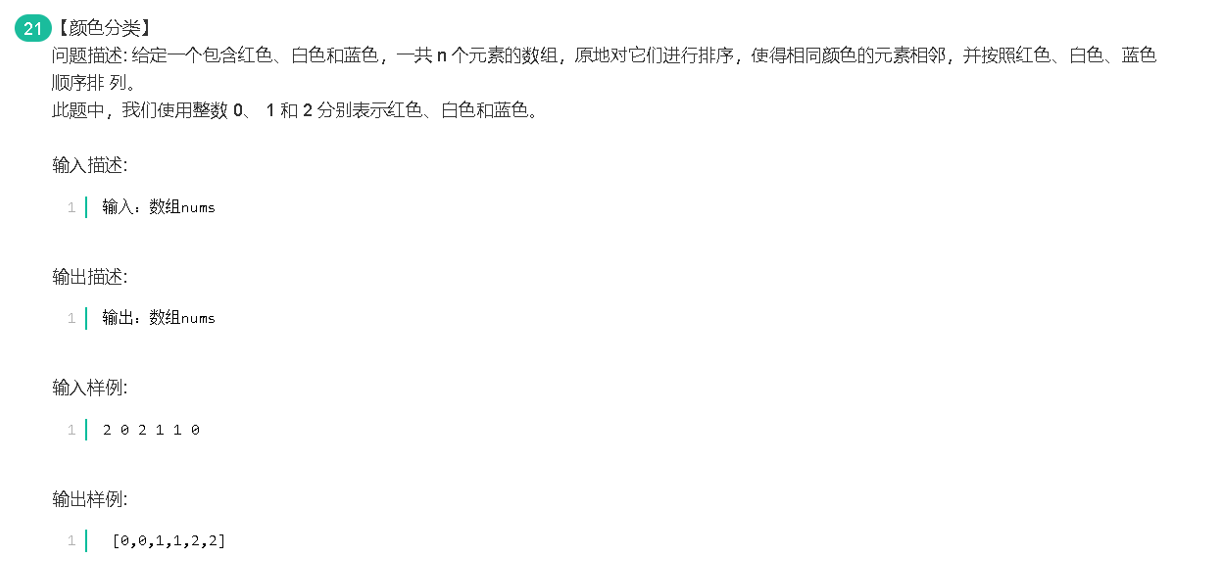 21 【颜色分类】
问题描述: 给定一个包含红色、白色和蓝色，一共 n 个元素的数组，原地对它们进行排序，使得相同颜色的元素相邻，并按照红色、白色、蓝色
顺序排 列。
此题中，我们使用整数 0、 1 和 2 分别表示红色、白色和蓝色。
输入描述:
1 输入: 数组nums
输出描述:
1 输出: 数组nums
输入样例:
1 2 0 2 1 1 0
输出样例:
1 [0,0,1,1,2,2]